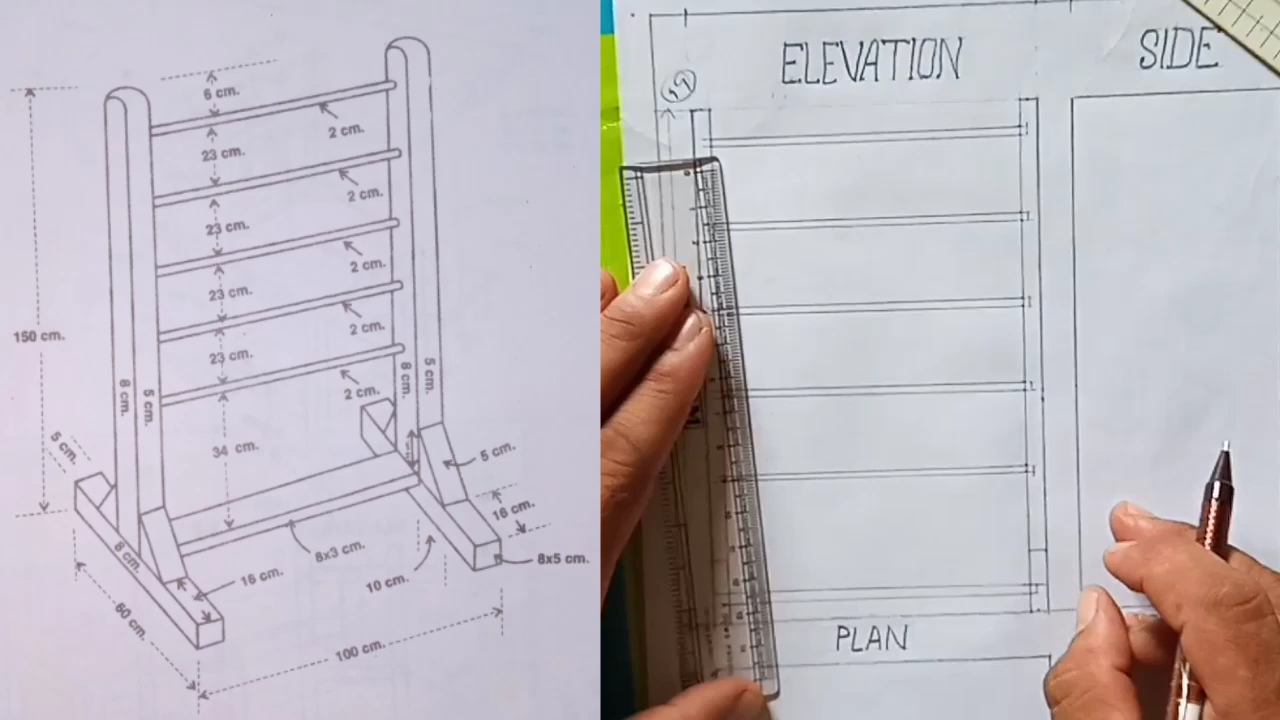 6 cm.
2 cm.
23 cm.
2 cm.
23 cm.
2 cm.
23 cm.
2 cm.
23 cm.
2 cm.
150 cm.
8 cm.
5 cm.
8 cm.
5 cm.
34 cm.
5 cm.
5 cm.
16 cm.
8x3 cm.
8x5 cm.
8 cm.
16 cm.
10 cm.
60 cm.
100 cm.
ELEVATION
SIDE
PLAN